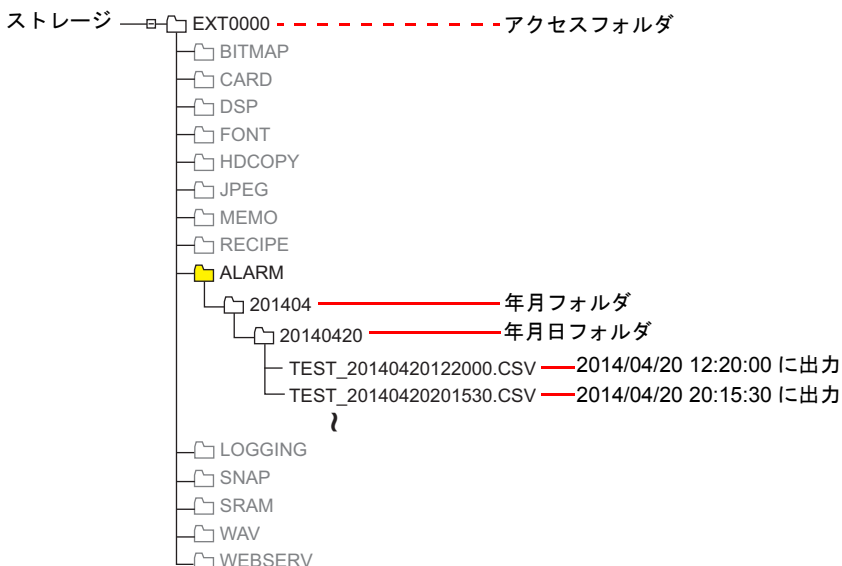 ストレージ EXT0000 アクセスフォルダ
BITMAP
CARD
DSP
FONT
HDCOPY
JPEG
MEMO
RECIPE
ALARM
201404 年月フォルダ
20140420 年月日フォルダ
TEST_20140420122000.CSV 2014/04/20 12:20:00 に出力
TEST_20140420201530.CSV 2014/04/20 20:15:30 に出力
LOGGING
SNAP
SRAM
WAV
WEBSERV